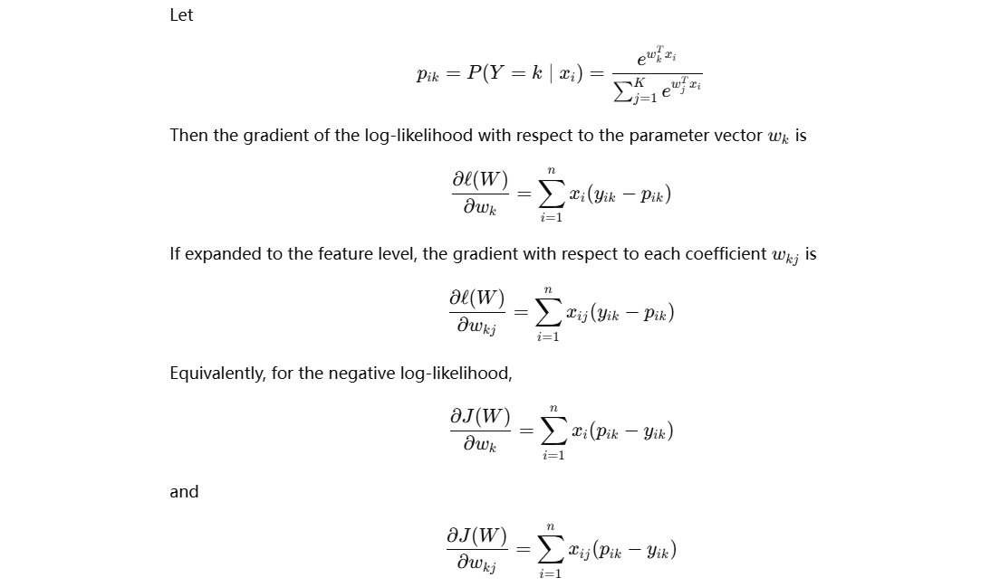 Let
$$p_{ik} = P(Y = k \mid x_i) = \frac{e^{w_k^T x_i}}{\sum_{j=1}^{K} e^{w_j^T x_i}}$$
Then the gradient of the log-likelihood with respect to the parameter vector $w_k$ is
$$\frac{\partial \ell(W)}{\partial w_k} = \sum_{i=1}^{n} x_i (y_{ik} - p_{ik})$$
If expanded to the feature level, the gradient with respect to each coefficient $w_{kj}$ is
$$\frac{\partial \ell(W)}{\partial w_{kj}} = \sum_{i=1}^{n} x_{ij} (y_{ik} - p_{ik})$$
Equivalently, for the negative log-likelihood,
$$\frac{\partial J(W)}{\partial w_k} = \sum_{i=1}^{n} x_i (p_{ik} - y_{ik})$$
and
$$\frac{\partial J(W)}{\partial w_{kj}} = \sum_{i=1}^{n} x_{ij} (p_{ik} - y_{ik})$$